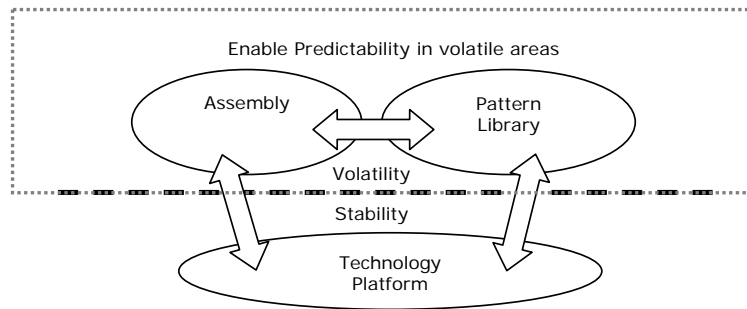 Enable Predictability in volatile areas
Assembly
Pattern
Library
Volatility
Stability
Technology
Platform